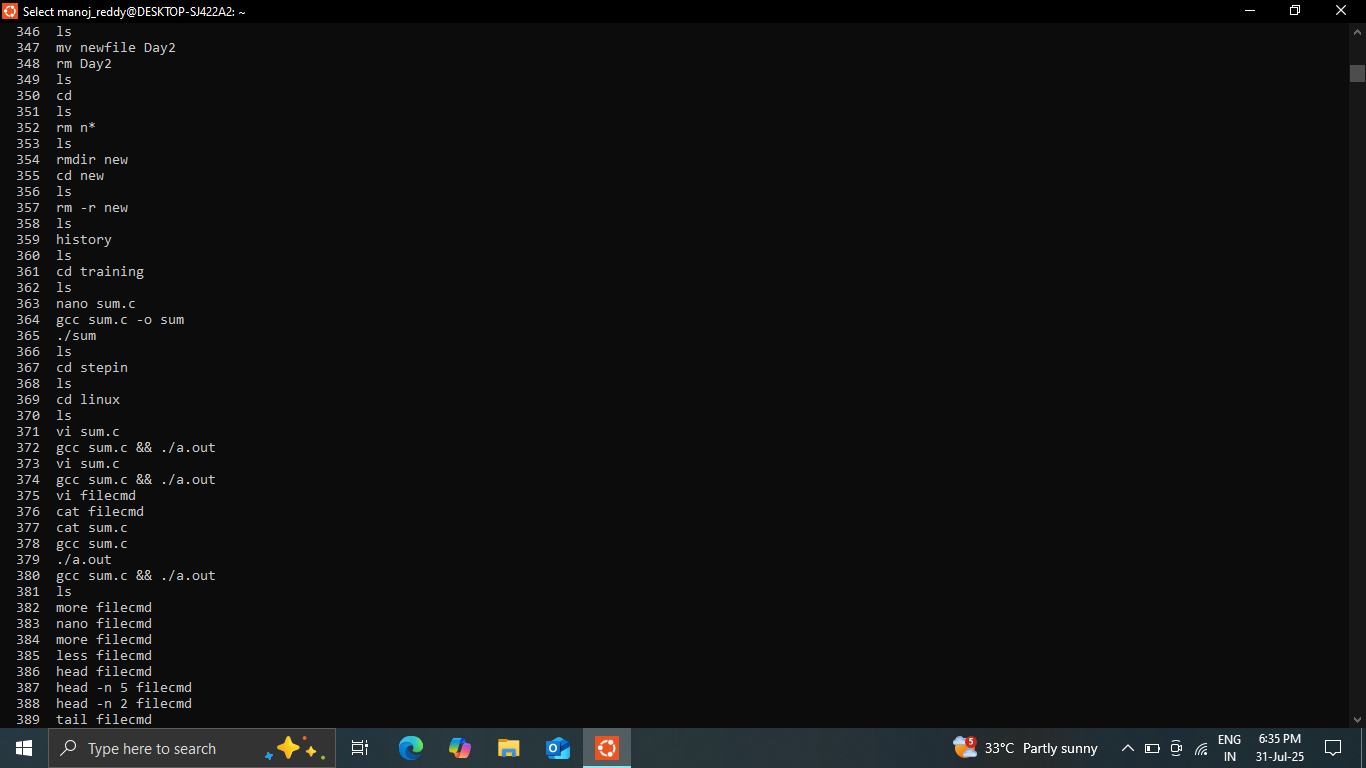 Select manoj_reddy@DESKTOP-SJ422A2: ~
346 ls
347 mv newfile Day2
348 rm Day2
349 ls
350 cd
351 ls
352 rm n*
353 ls
354 rmdir new
355 cd new
356 ls
357 rm -r new
358 ls
359 history
360 ls
361 cd training
362 ls
363 nano sum.c
364 gcc sum.c -o sum
365 ./sum
366 ls
367 cd stepin
368 ls
369 cd linux
370 ls
371 vi sum.c
372 gcc sum.c && ./a.out
373 vi sum.c
374 gcc sum.c && ./a.out
375 vi filecmd
376 cat filecmd
377 cat sum.c
378 gcc sum.c
379 ./a.out
380 gcc sum.c && ./a.out
381 ls
382 more filecmd
383 nano filecmd
384 more filecmd
385 less filecmd
386 head filecmd
387 head -n 5 filecmd
388 head -n 2 filecmd
389 tail filecmd
Type here to search
5
33°C Partly sunny
ENG
IN
6:35 PM
31-Jul-25